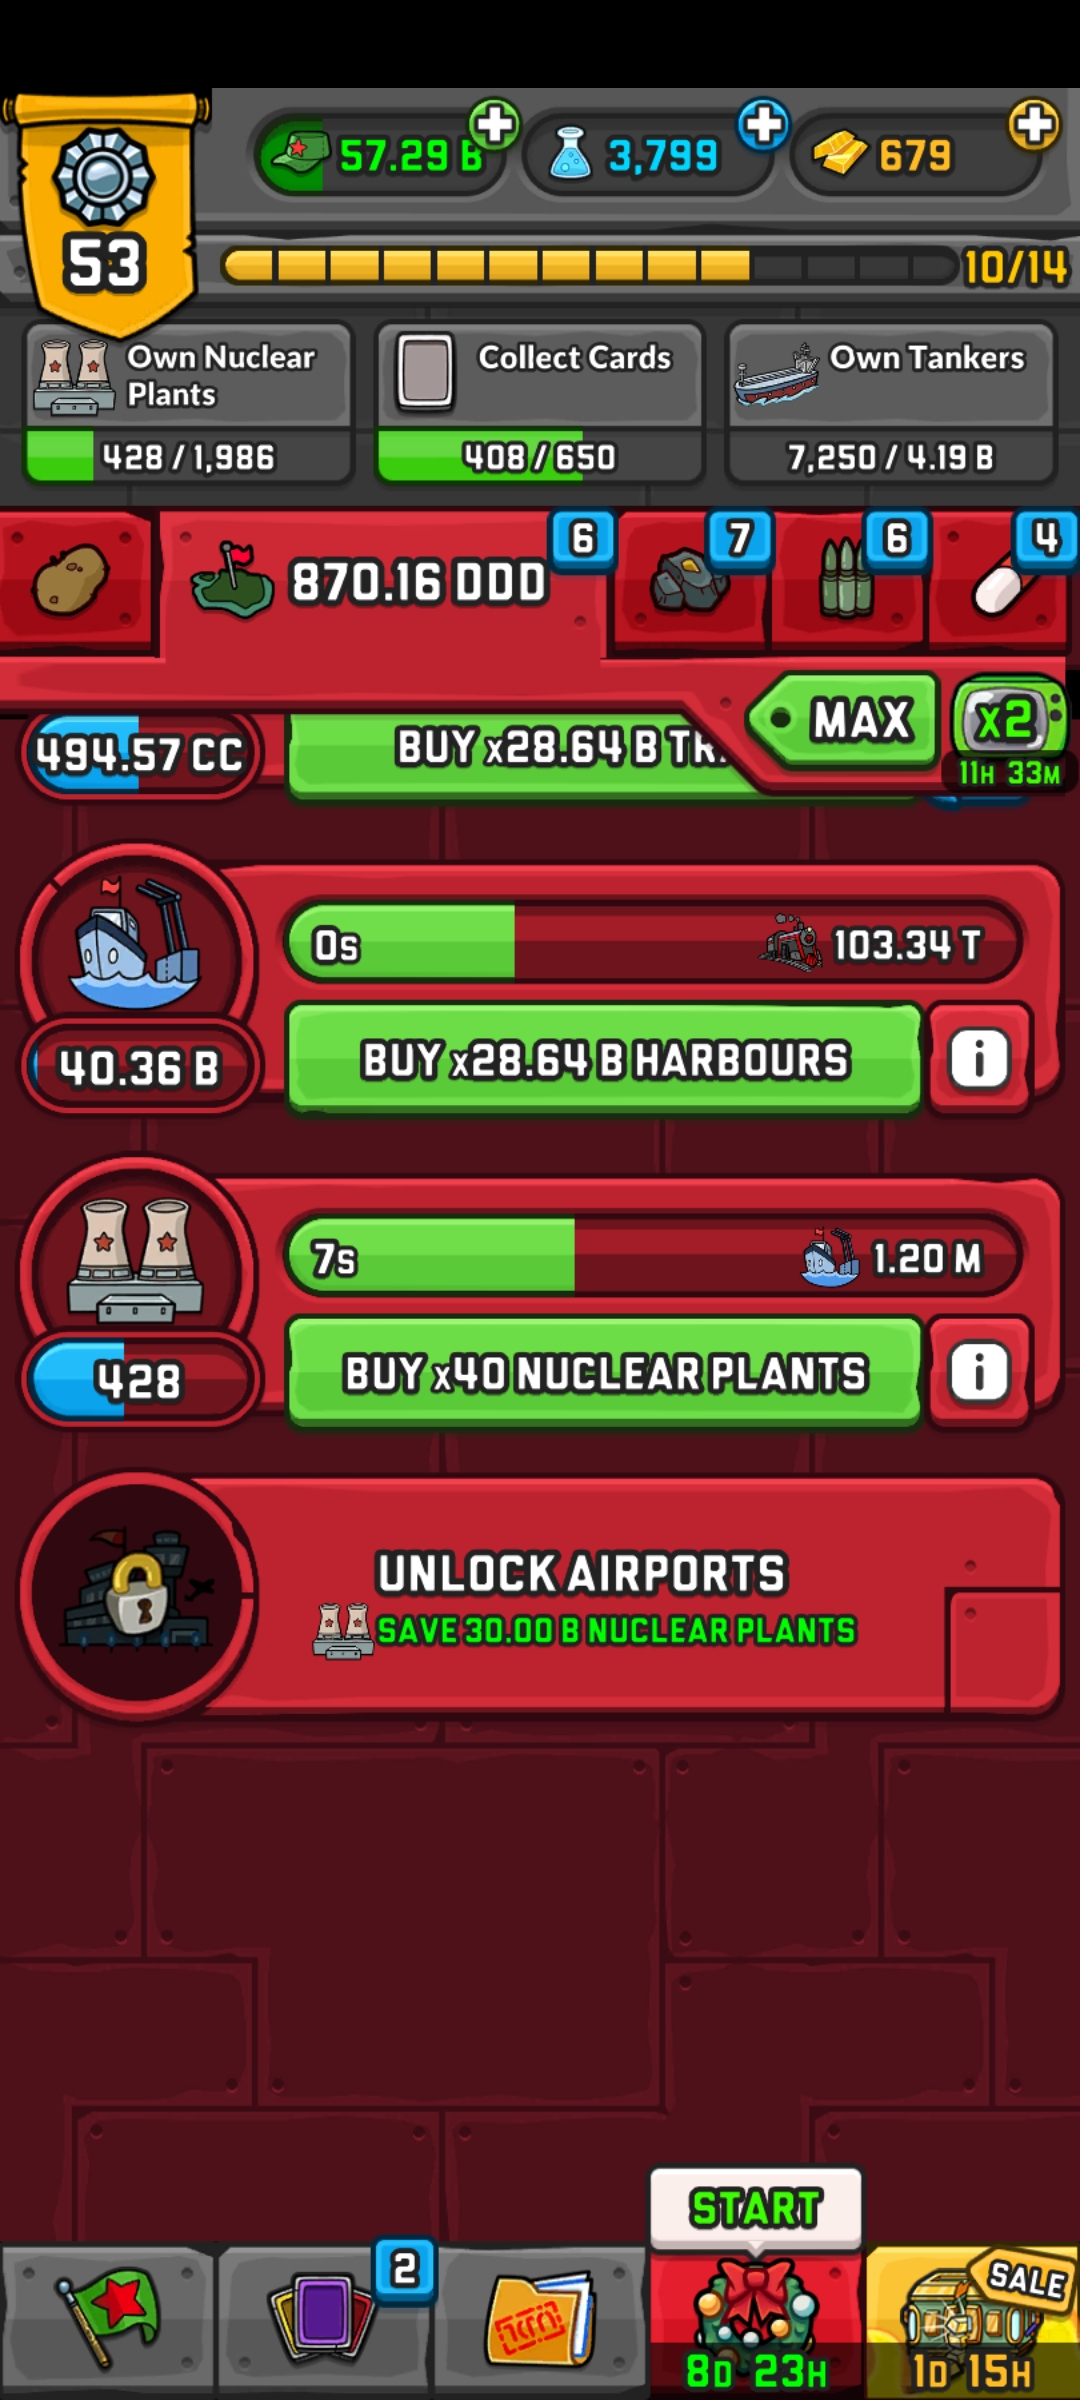 57.29 B
3,799
679
53
10/14
Own Nuclear
Plants
Collect Cards
Own Tankers
428 / 1,986
408 / 650
7,250 / 4.19 B
870.16 DDD
6
7
6
4
494.57 CC
BUY x28.64 B
MAX
x2
11H 33M
0s
103.34 T
40.36 B
BUY x28.64 B HARBOURS
i
7s
1.20 M
428
BUY x40 NUCLEAR PLANTS
i
UNLOCK AIRPORTS
SAVE 30.00 B NUCLEAR PLANTS
START
2
SALE
8D 23H
1D 15H